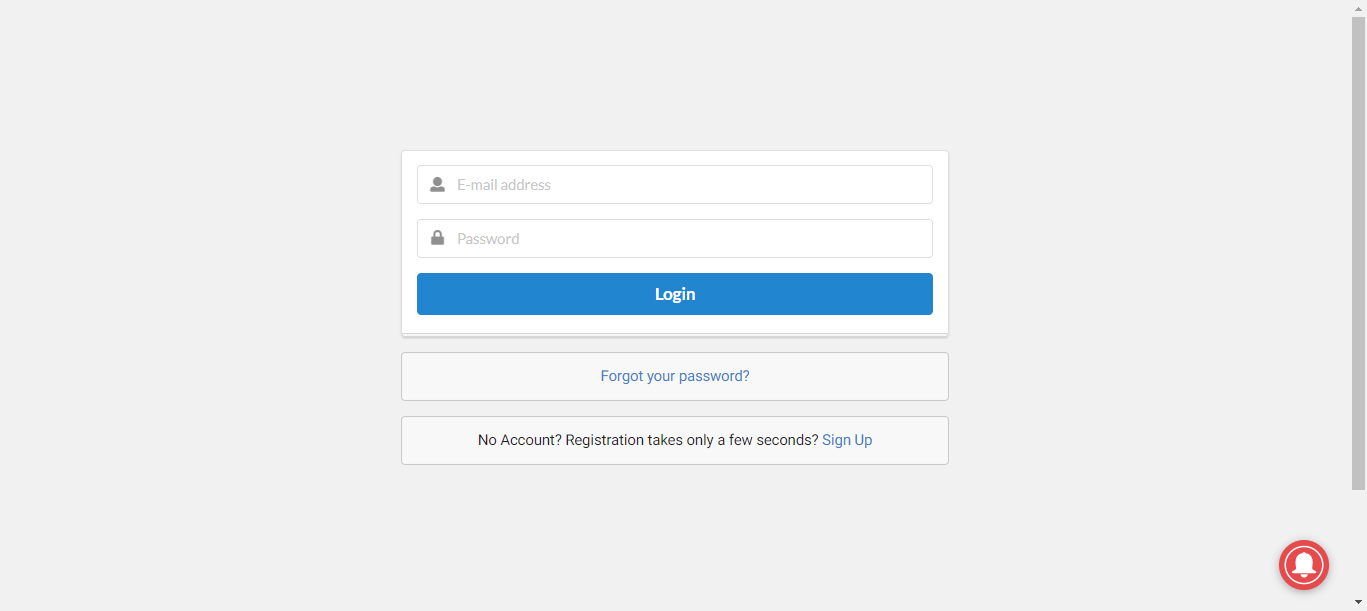 E-mail address
Password
Login
Forgot your password?
No Account? Registration takes only a few seconds? Sign Up